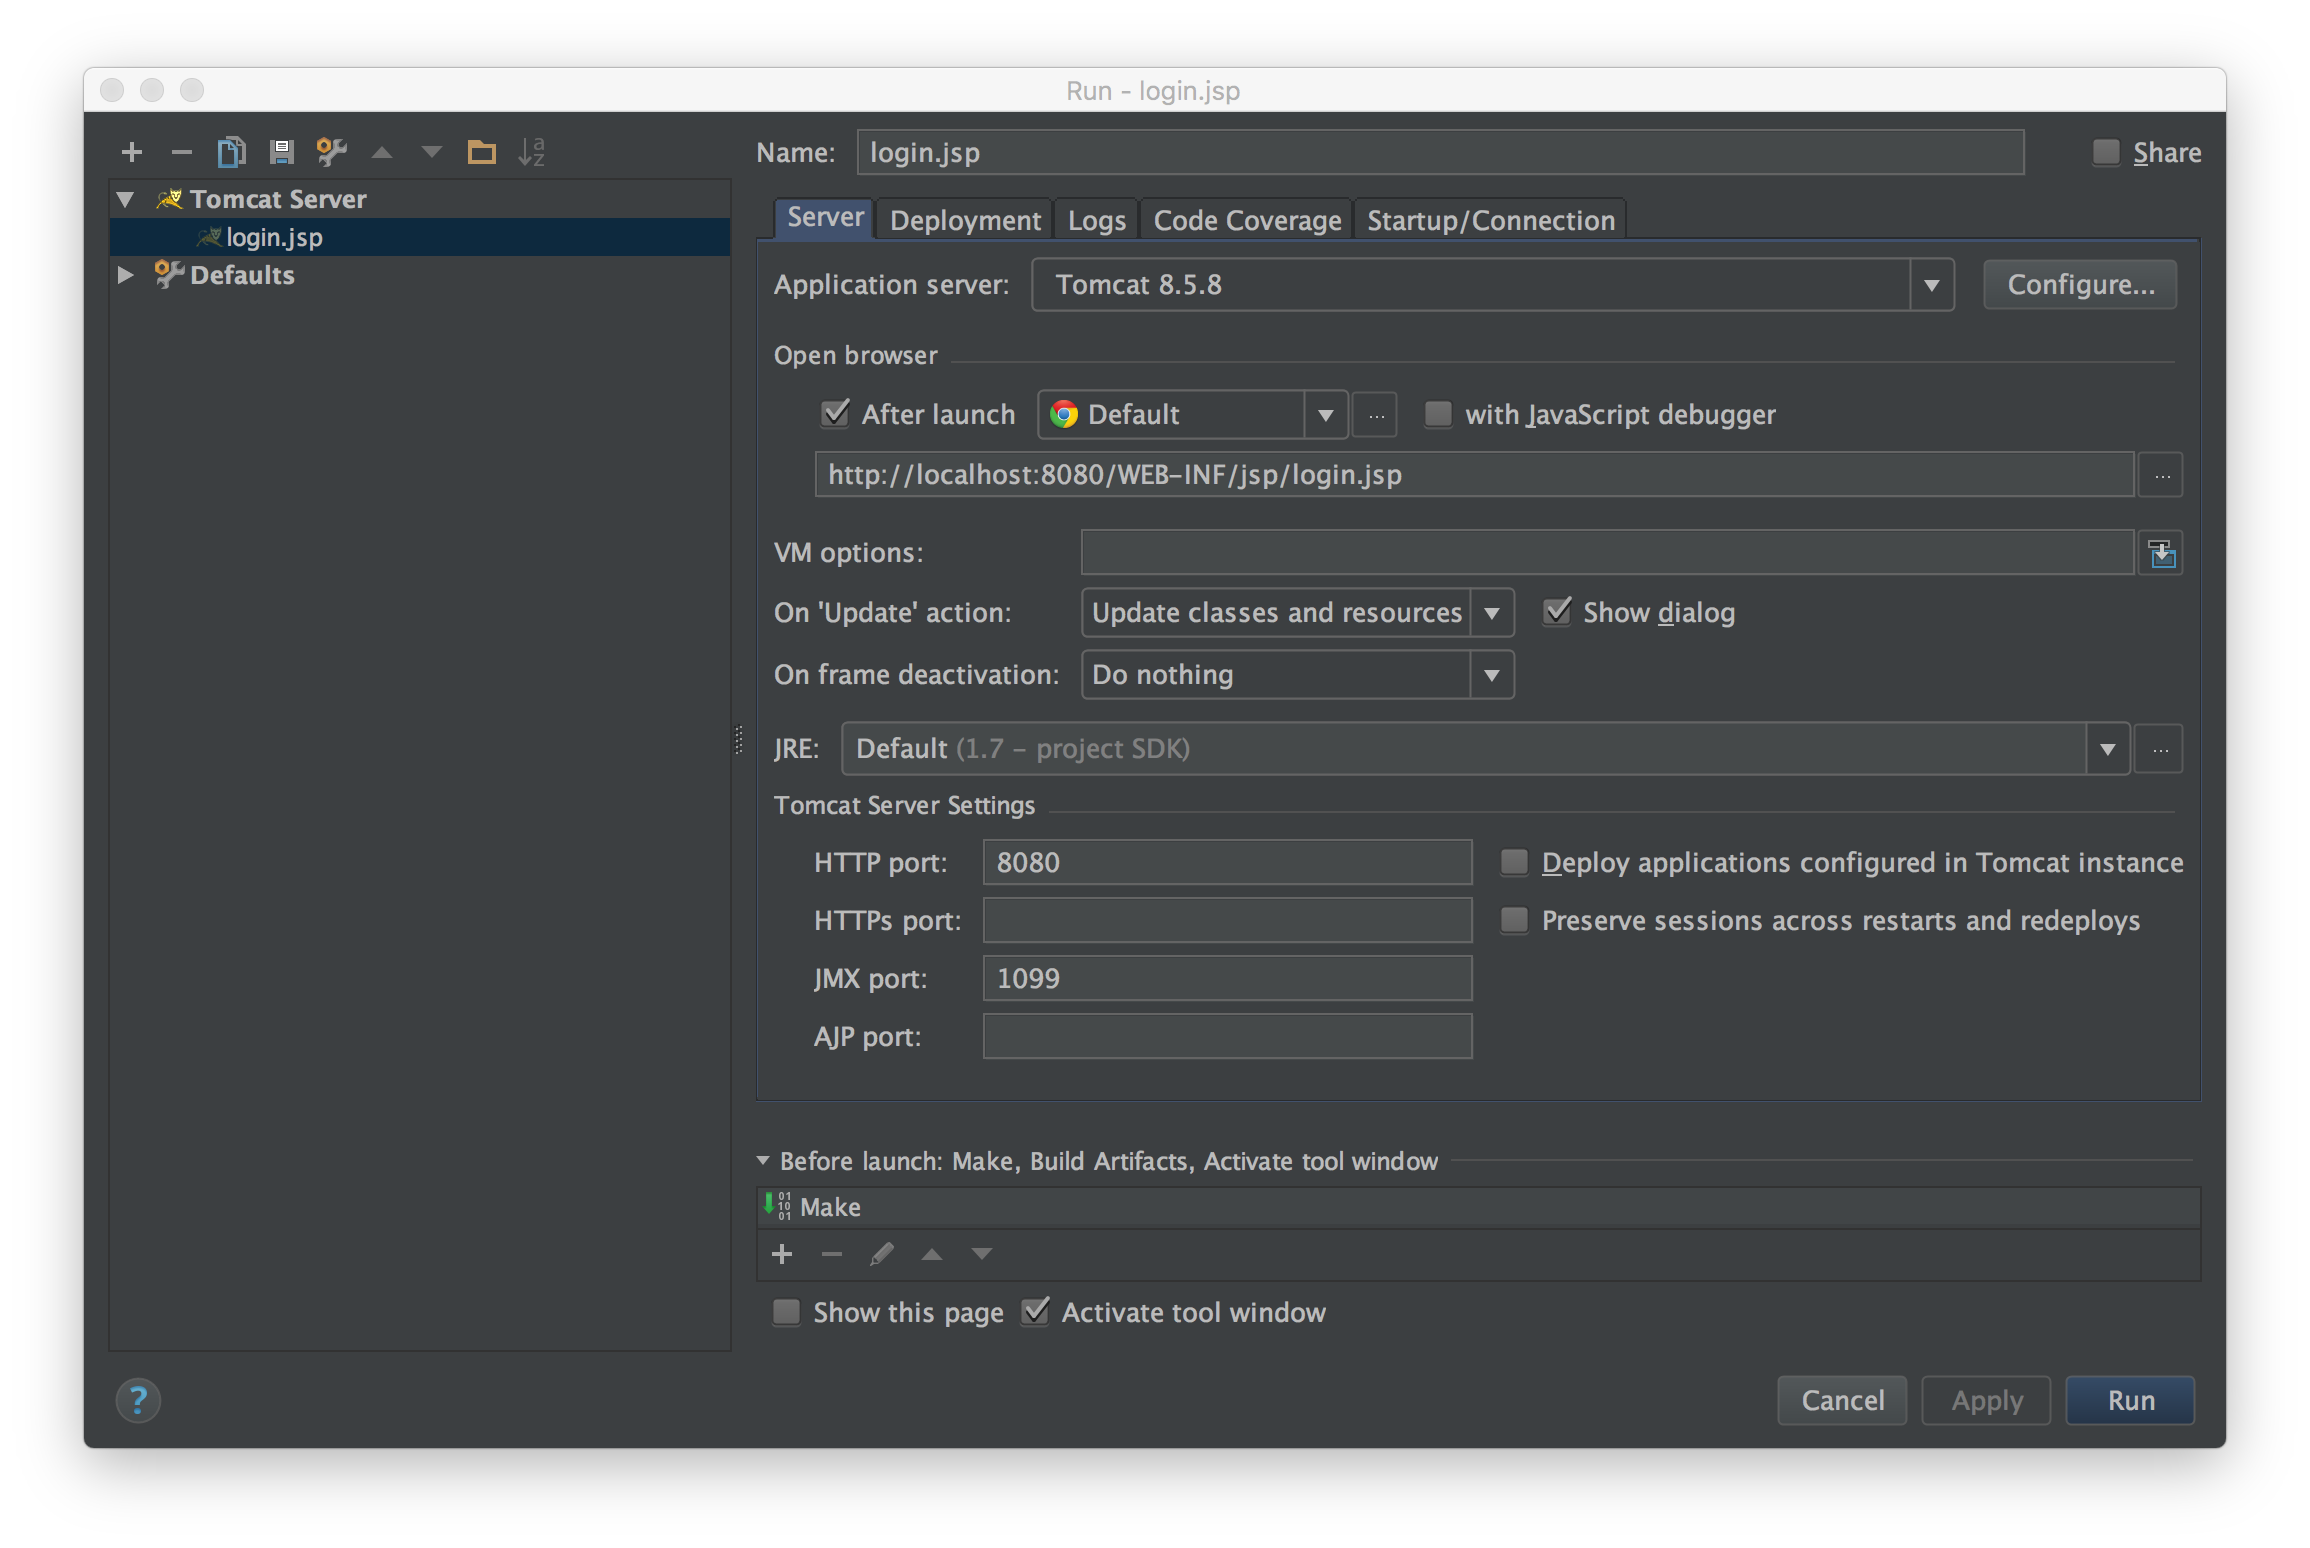 Run - login.jsp
Tomcat Server
login.jsp
Defaults
Name: login.jsp Share
Server Deployment Logs Code Coverage Startup/Connection
Application server: Tomcat 8.5.8 Configure...
Open browser
After launch Default ... with JavaScript debugger
http://localhost:8080/WEB-INF/jsp/login.jsp ...
VM options:
On 'Update' action: Update classes and resources Show dialog
On frame deactivation: Do nothing
JRE: Default (1.7 - project SDK) ...
Tomcat Server Settings
HTTP port: 8080 Deploy applications configured in Tomcat instance
HTTPs port: Preserve sessions across restarts and redeploys
JMX port: 1099
AJP port:
Before launch: Make, Build Artifacts, Activate tool window
Make
Show this page Activate tool window
? Cancel Apply Run